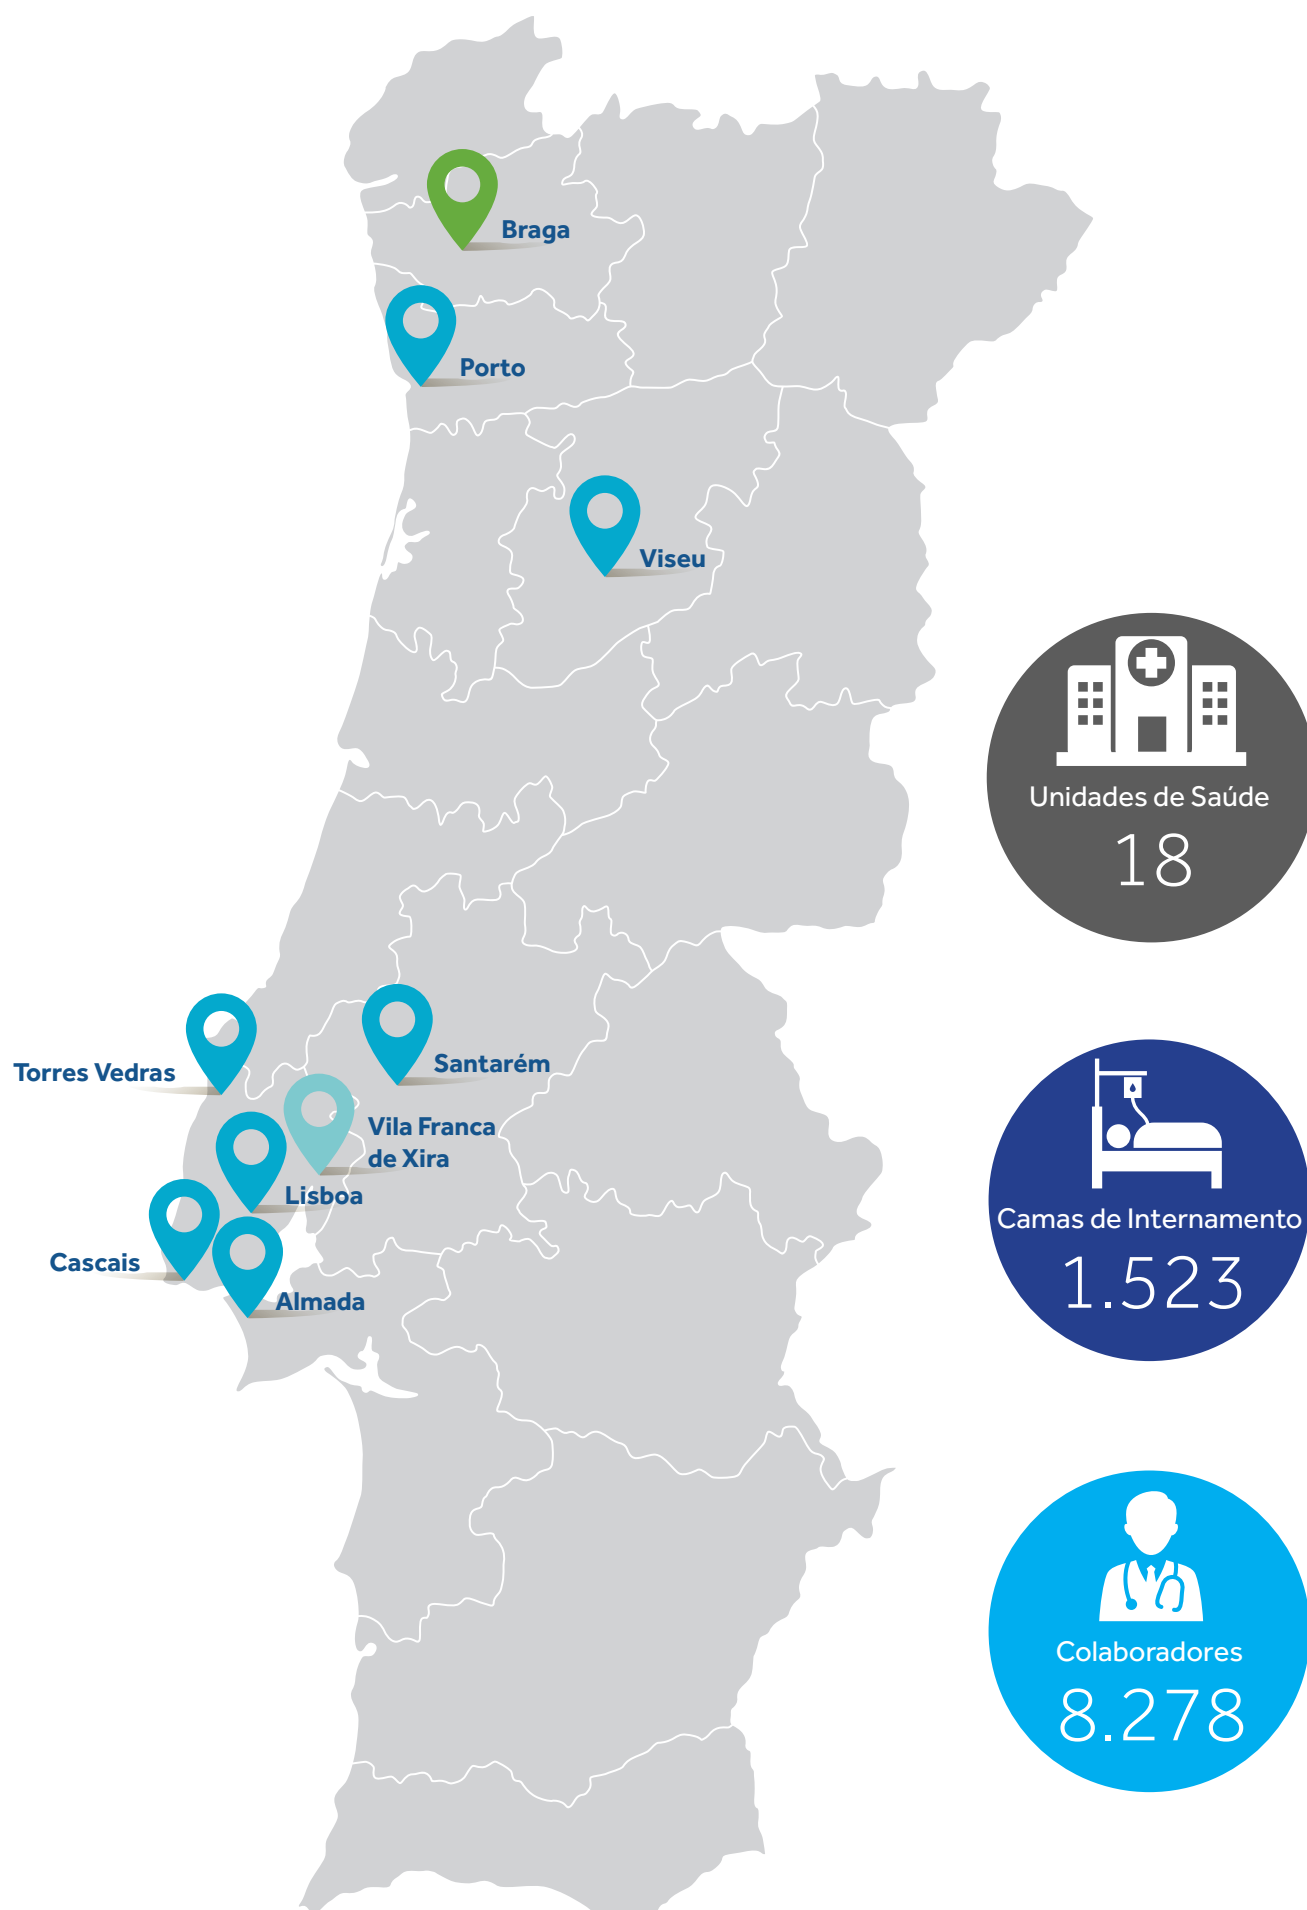 Braga
Porto
Viseu
Torres Vedras
Santarém
Vila Franca
de Xira
Lisboa
Cascais
Almada
Unidades de Saúde
18
Camas de Internamento
1.523
Colaboradores
8.278